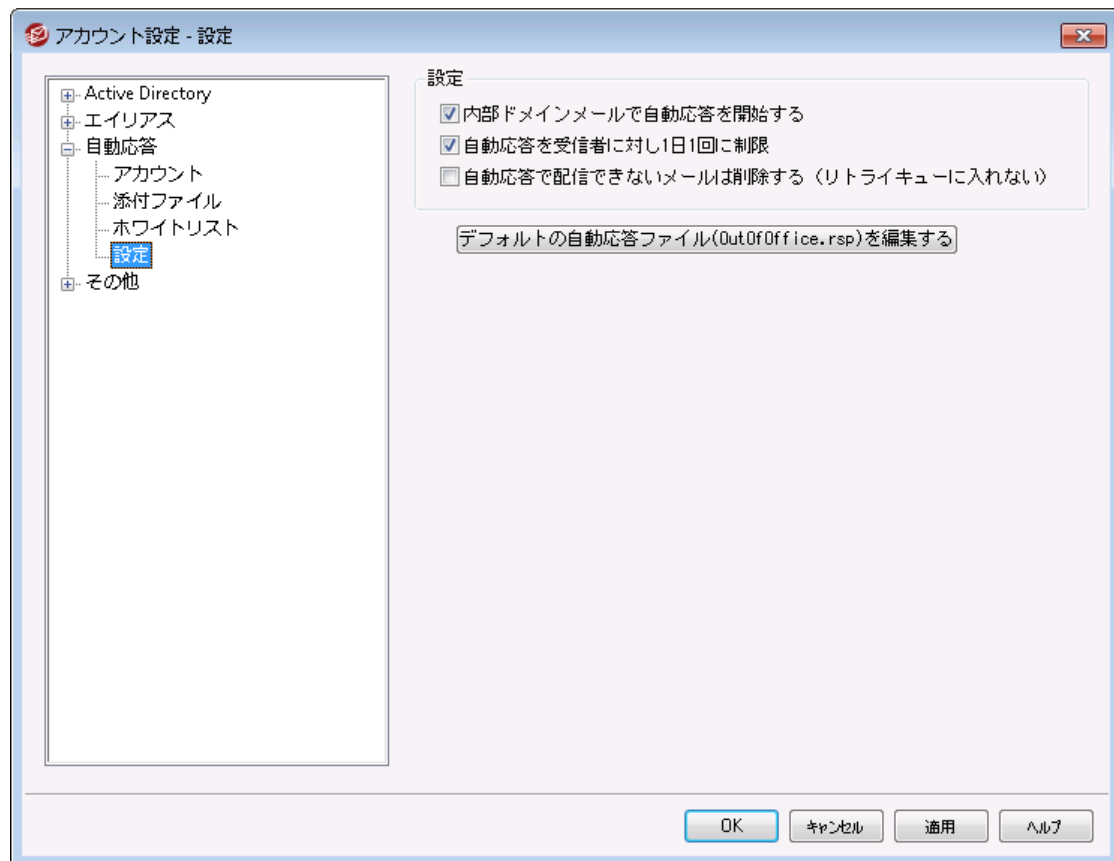 アカウント設定 - 設定
Active Directory
エイリアス
自動応答
アカウント
添付ファイル
ホワイトリスト
設定
その他
設定
内部ドメインメールで自動応答を開始する
自動応答を受信者に対し1日1回に制限
自動応答で配信できないメールは削除する（リトライキューに入れない）
デフォルトの自動応答ファイル(OutOfOffice.rsp)を編集する
OK
キャンセル
適用
ヘルプ